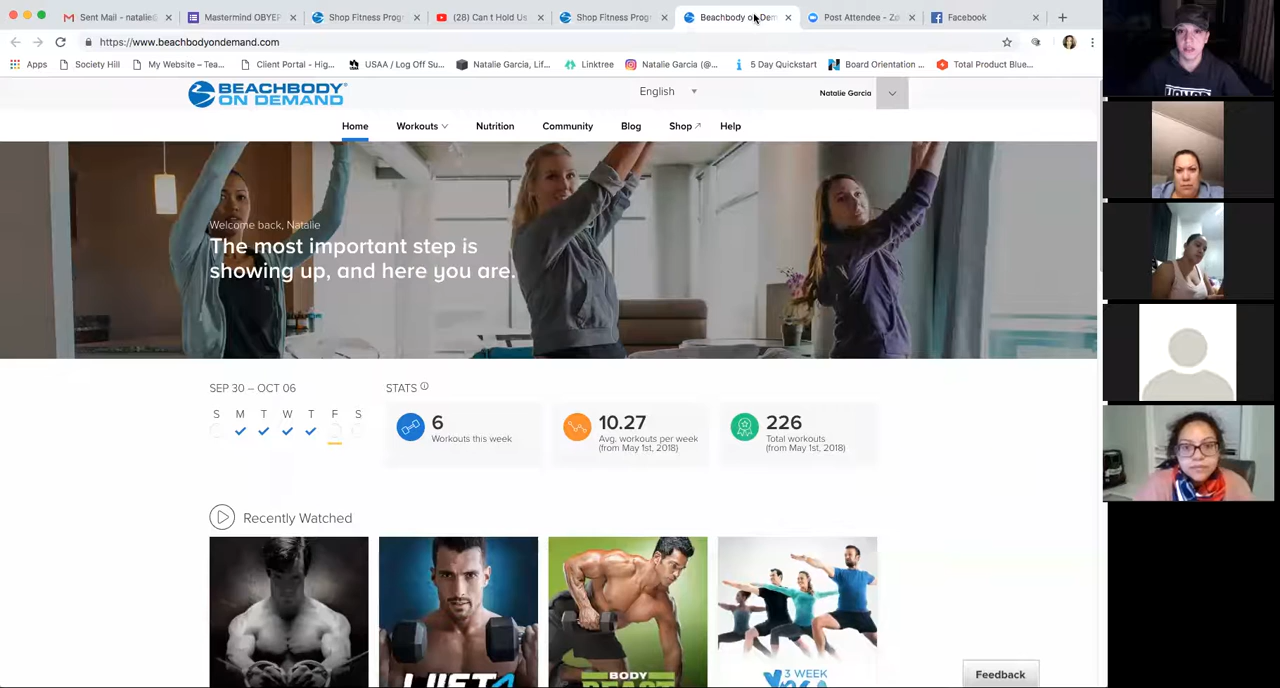 Sent Mail - natalie@
Mastermind OBYEP
Shop Fitness Prog
(28) Can t Hold Us
Shop Fitness Prog
Beachbody on Dem
Post Attendee - Zo
Facebook
https://www.beachbodyondemand.com
Apps
Society Hill
My Website – Tea...
Client Portal - Hig...
USAA / Log Off Su...
Natalie Garcia, Lif...
Linktree
Natalie Garcia (@...
5 Day Quickstart
Board Orientation ...
Total Product Blue...
BEACHBODY
ON DEMAND
English
Natalie Garcia
Home
Workouts
Nutrition
Community
Blog
Shop
Help
Welcome back, Natalie
The most important step is
showing up, and here you are.
SEP 30 – OCT 06
S M T W T F S
STATS
6
Workouts this week
10.27
Avg. workouts per week
(from May 1st, 2018)
226
Total workouts
(from May 1st, 2018)
Recently Watched
BODY
3 WEEK
Feedback